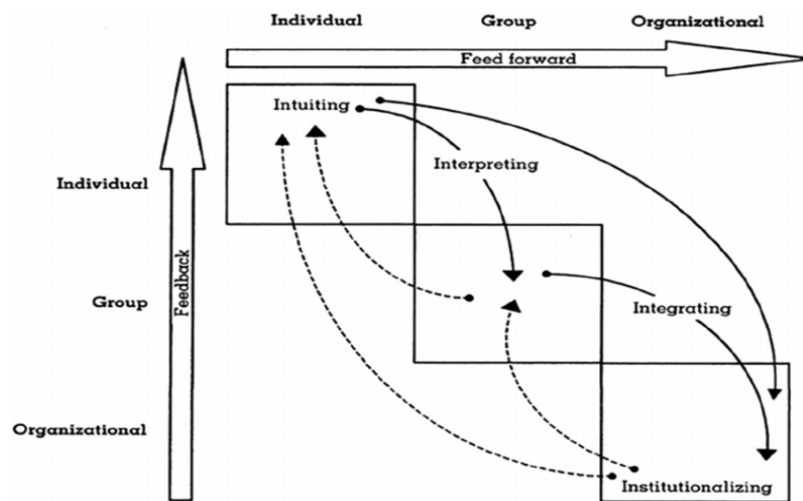 Individual Group Organizational
Feed forward
Intuiting
Interpreting
Individual
Feedback
Group
Integrating
Organizational
Institutionalizing